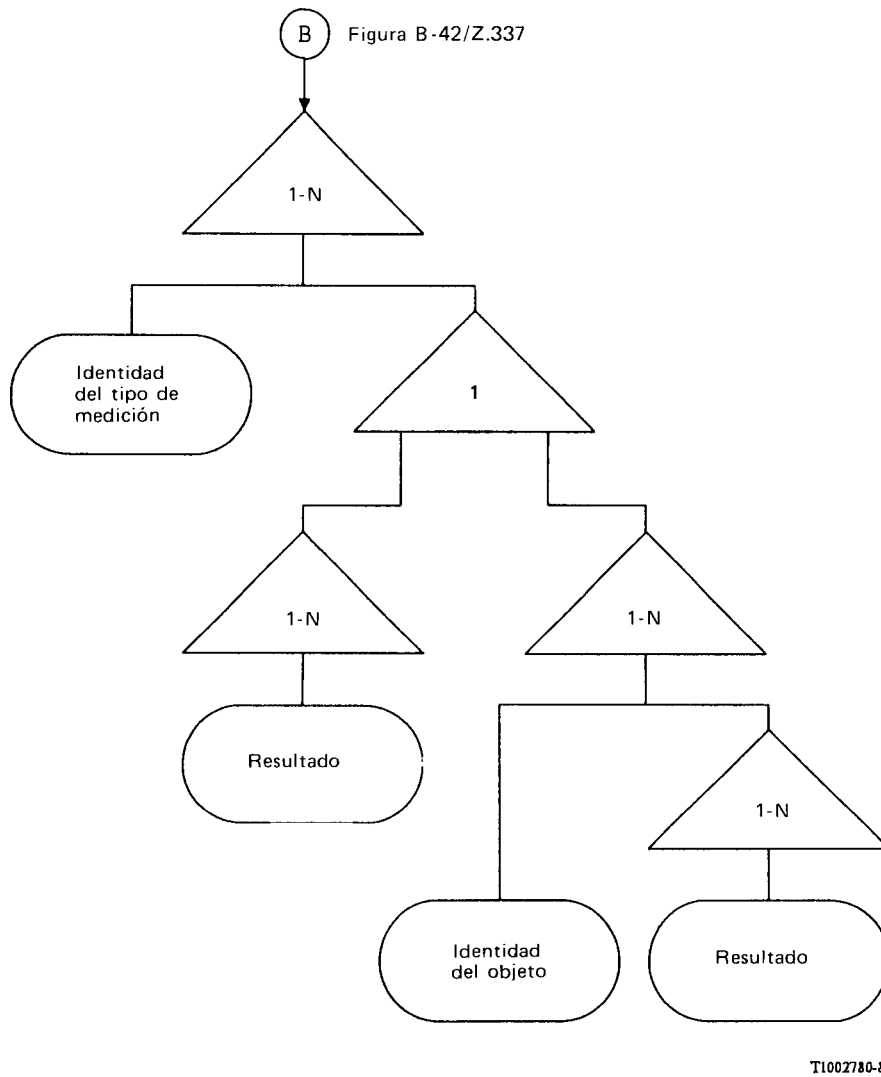 B
Figura B-42/Z.337
1-N
Identidad
del tipo de
medición
1
1-N
1-N
Resultado
1-N
Identidad
del objeto
Resultado